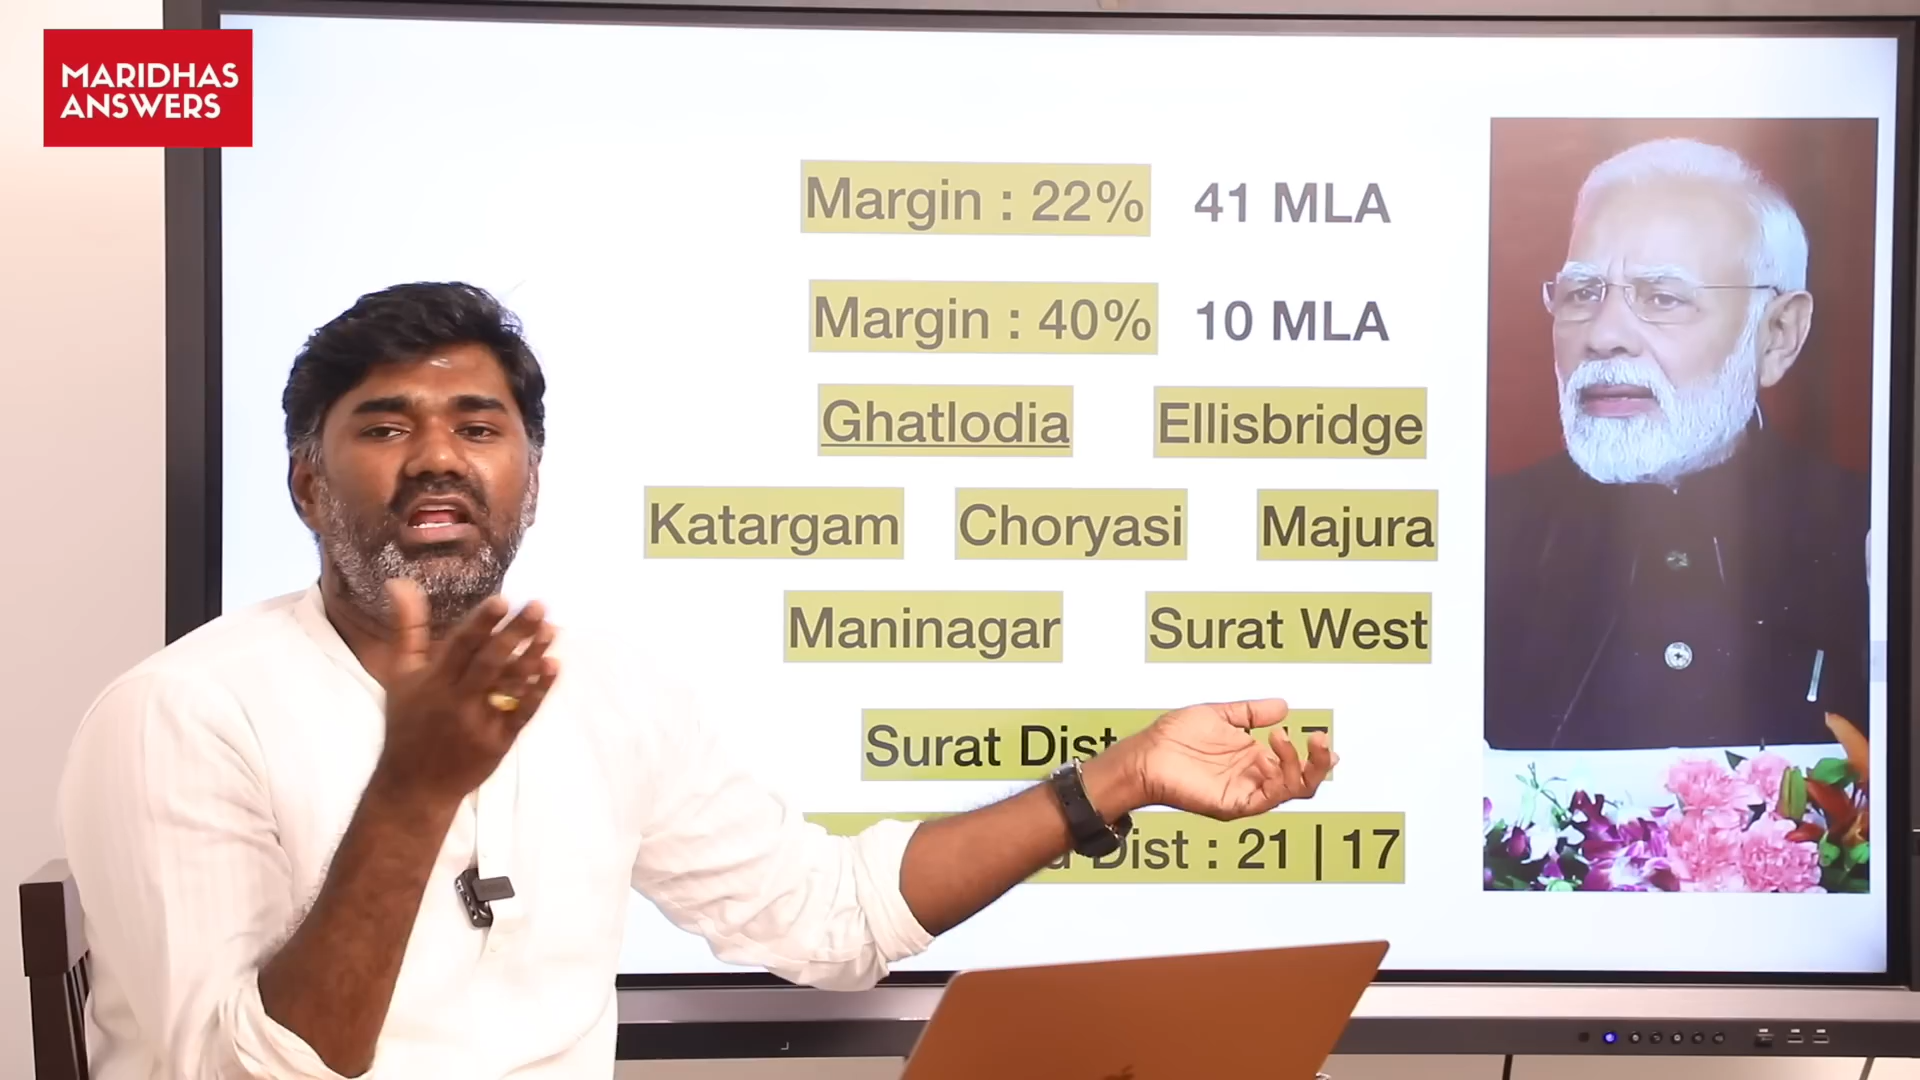 MARIDHAS
ANSWERS
Margin : 22% 41 MLA
Margin : 40% 10 MLA
Ghatlodia Ellisbridge
Katargam Choryasi Majura
Maninagar Surat West
Surat Dist 17
Dist : 21 | 17